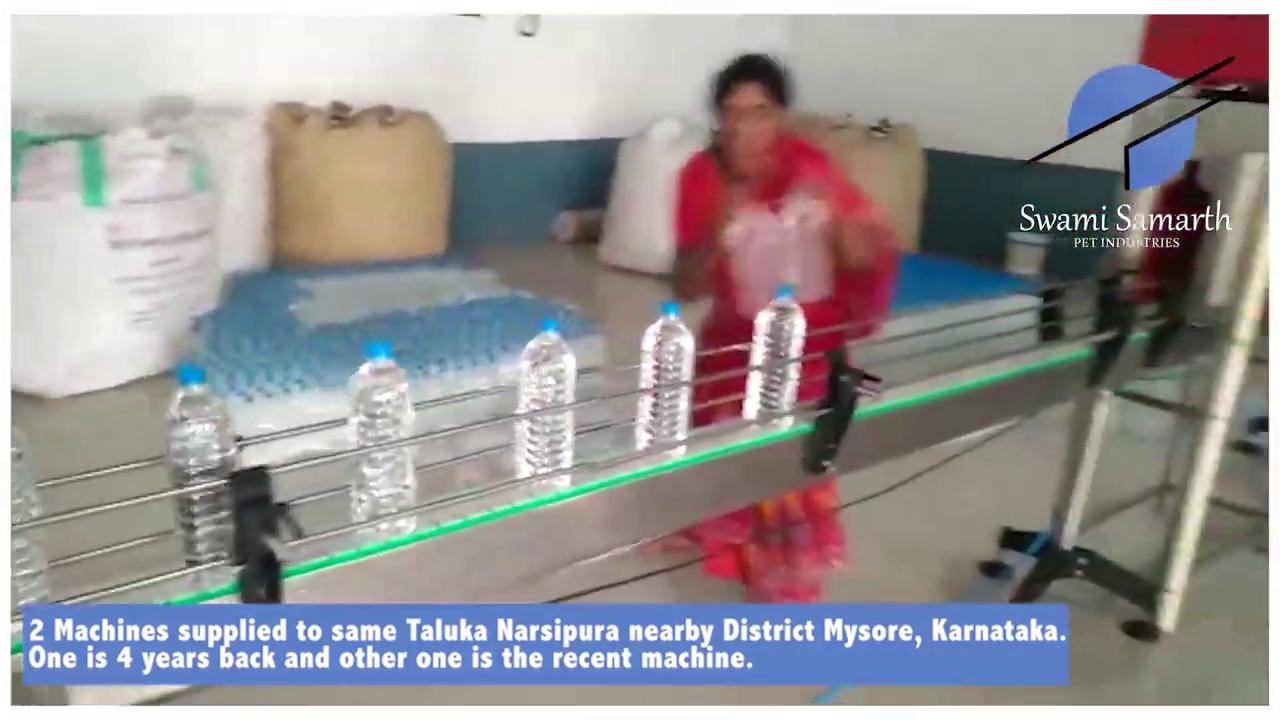 Swami Samarth
PET INDUSTRIES
2 Machines supplied to same Taluka Narsipura nearby District Mysore, Karnataka.
One is 4 years back and other one is the recent machine.